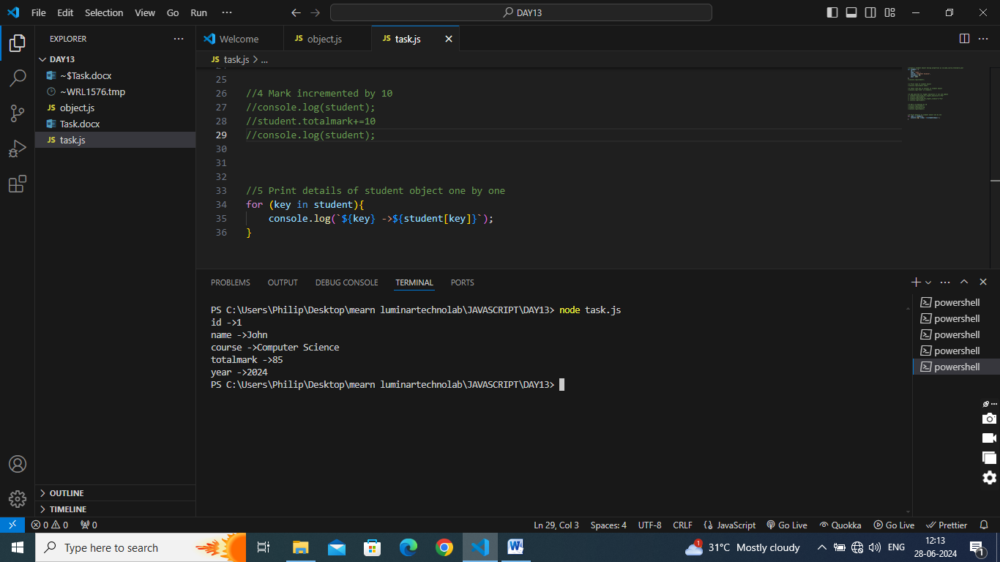 File Edit Selection View Go Run ···
DAY13
EXPLORER
DAY13
~$Task.docx
~WRL1576.tmp
JS object.js
Task.docx
JS task.js
OUTLINE
TIMELINE
Welcome
JS object.js
JS task.js
JS task.js > ...
25
26 //4 Mark incremented by 10
27 //console.log(student);
28 //student.totalmark+=10
29 //console.log(student);
30
31
32
33 //5 Print details of student object one by one
34 for (key in student){
35 console.log(`${key} ->${student[key]}`);
36 }
PROBLEMS OUTPUT DEBUG CONSOLE TERMINAL PORTS
PS C:\Users\Philip\Desktop\mearn luminartechnolab\JAVASCRIPT\DAY13> node task.js
id ->1
name ->John
course ->Computer Science
totalmark ->85
year ->2024
PS C:\Users\Philip\Desktop\mearn luminartechnolab\JAVASCRIPT\DAY13>
powershell
powershell
powershell
powershell
powershell
0 0 0 Ln 29, Col 3 Spaces: 4 UTF-8 CRLF JavaScript Go Live Quokka Go Live Prettier
Type here to search
1 31°C Mostly cloudy ENG
12:13
28-06-2024
1